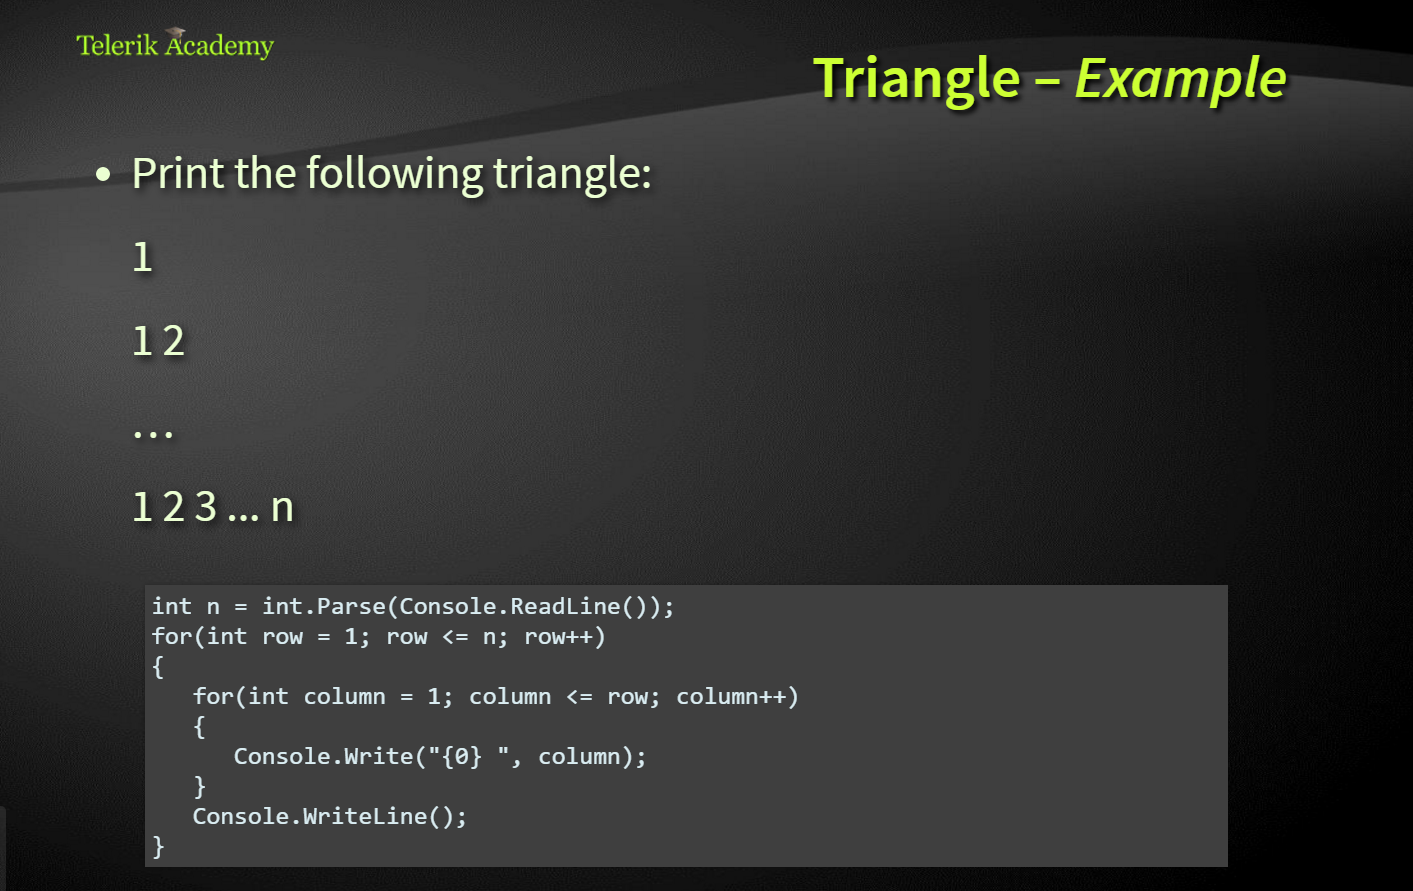 Telerik Academy
Triangle – Example
• Print the following triangle:
1
1 2
…
1 2 3 ... n
int n = int.Parse(Console.ReadLine());
for(int row = 1; row <= n; row++)
{
   for(int column = 1; column <= row; column++)
   {
      Console.Write("{0} ", column);
   }
   Console.WriteLine();
}